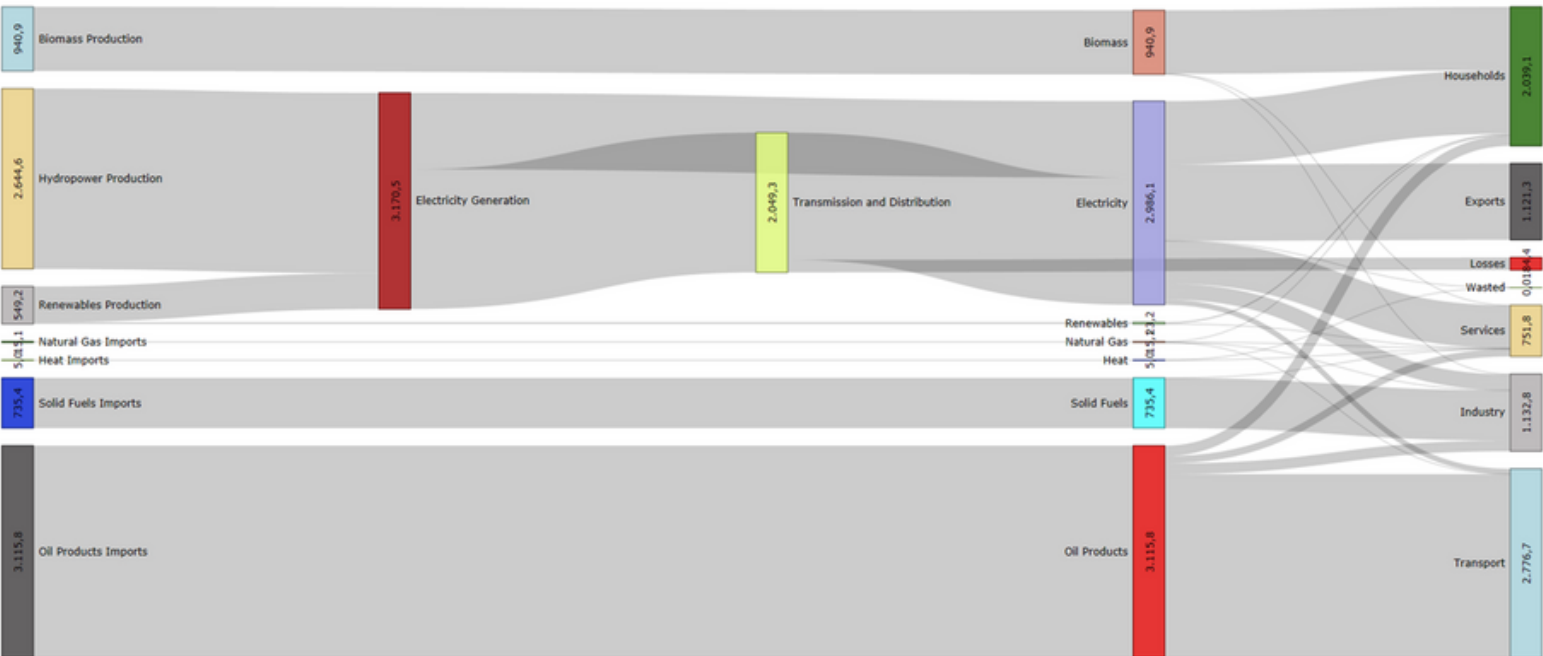 940,9
Biomass Production
2.644,6
Hydropower Production
549,2
Renewables Production
Natural Gas Imports
Heat Imports
735,4
Solid Fuels Imports
3.115,8
Oil Products Imports
3.170,5
Electricity Generation
2.049,3
Transmission and Distribution
Biomass
940,9
Electricity
2.986,1
Renewables
Natural Gas
Heat
Solid Fuels
735,4
Oil Products
3.115,8
Households
2.039,1
Exports
1.121,3
Losses
Wasted
Services
751,8
Industry
1.132,8
Transport
2.776,7